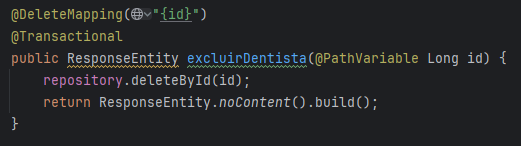 @DeleteMapping("{id}")
@Transactional
public ResponseEntity excluirDentista(@PathVariable Long id) {
    repository.deleteById(id);
    return ResponseEntity.noContent().build();
}